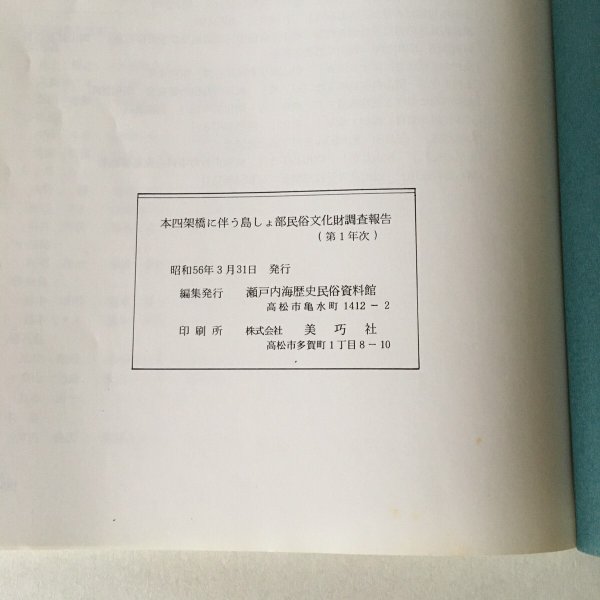 本四架橋に伴う島しょ部民俗文化財調査報告
(第1年次)
昭和56年3月31日 発行
編集発行 瀬戸内海歴史民俗資料館
高松市亀水町1412-2
印刷所 株式会社 美巧社
高松市多賀町1丁目8-10